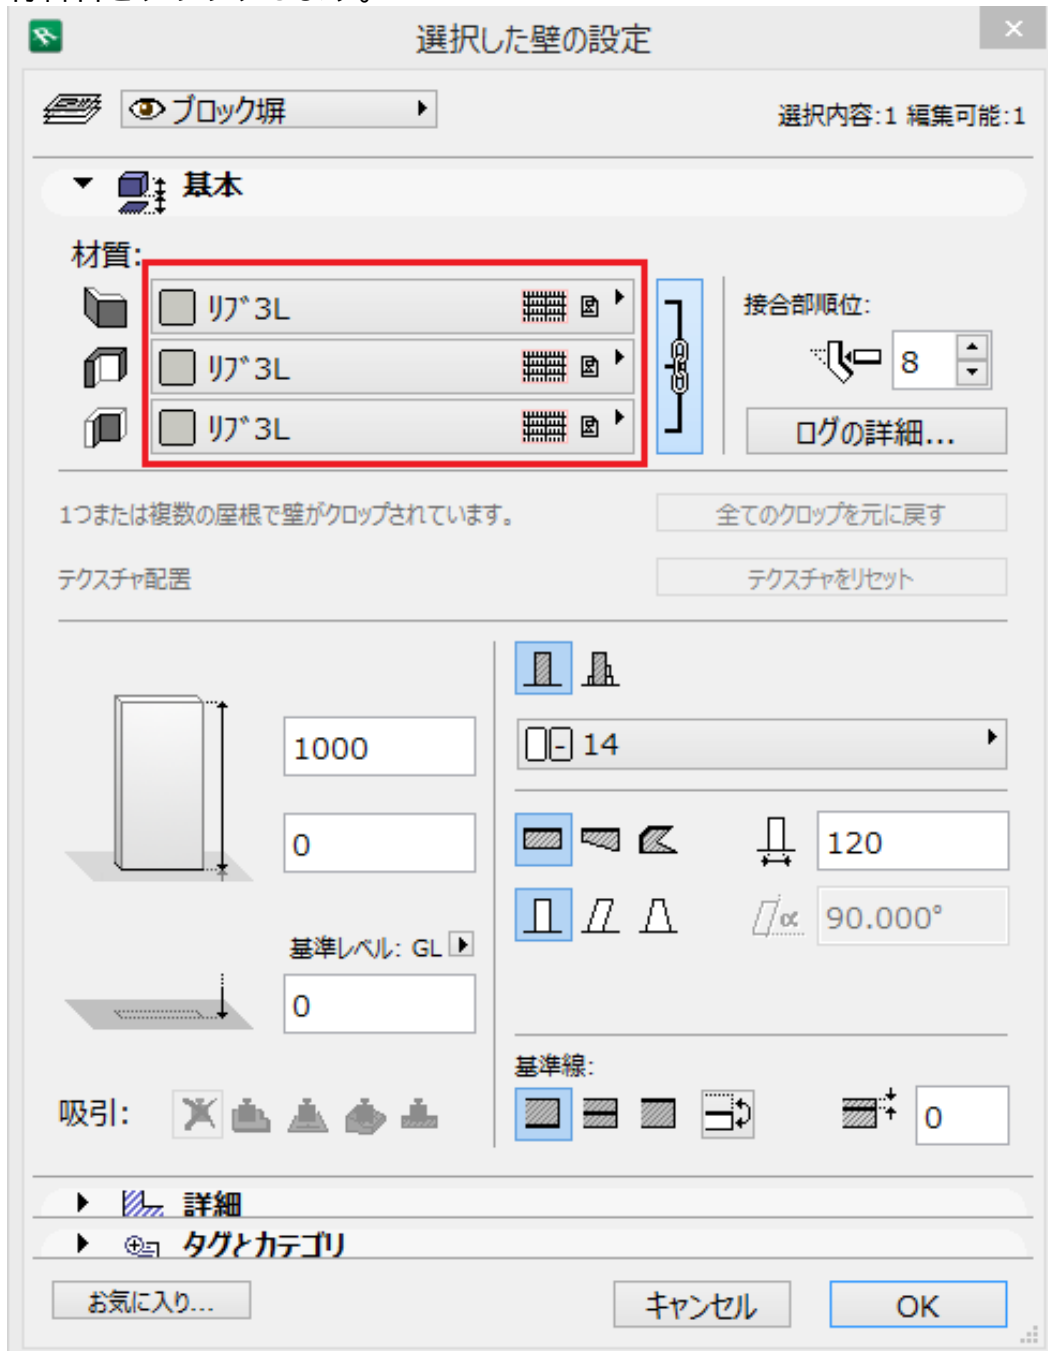 選択した壁の設定
ブロック塀
選択内容:1 編集可能:1
基本
材質:
ﾘﾌﾞ3L
接合部順位:
ﾘﾌﾞ3L
8
ﾘﾌﾞ3L
ログの詳細...
1つまたは複数の屋根で壁がクロップされています。
全てのクロップを元に戻す
テクスチャ配置
テクスチャをリセット
1000
14
0
120
90.000°
基準レベル: GL
0
基準線:
吸引:
0
詳細
タグとカテゴリ
お気に入り...
キャンセル
OK